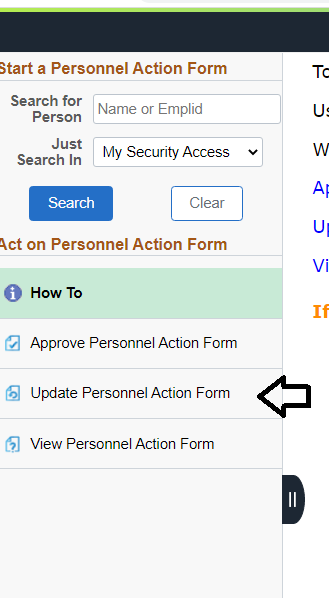 Start a Personnel Action Form
Search for
Person
Name or Emplid
Just
Search In
My Security Access
Search
Clear
Act on Personnel Action Form
How To
Approve Personnel Action Form
Update Personnel Action Form
View Personnel Action Form
To
Us
W
Ap
Up
Vi
If